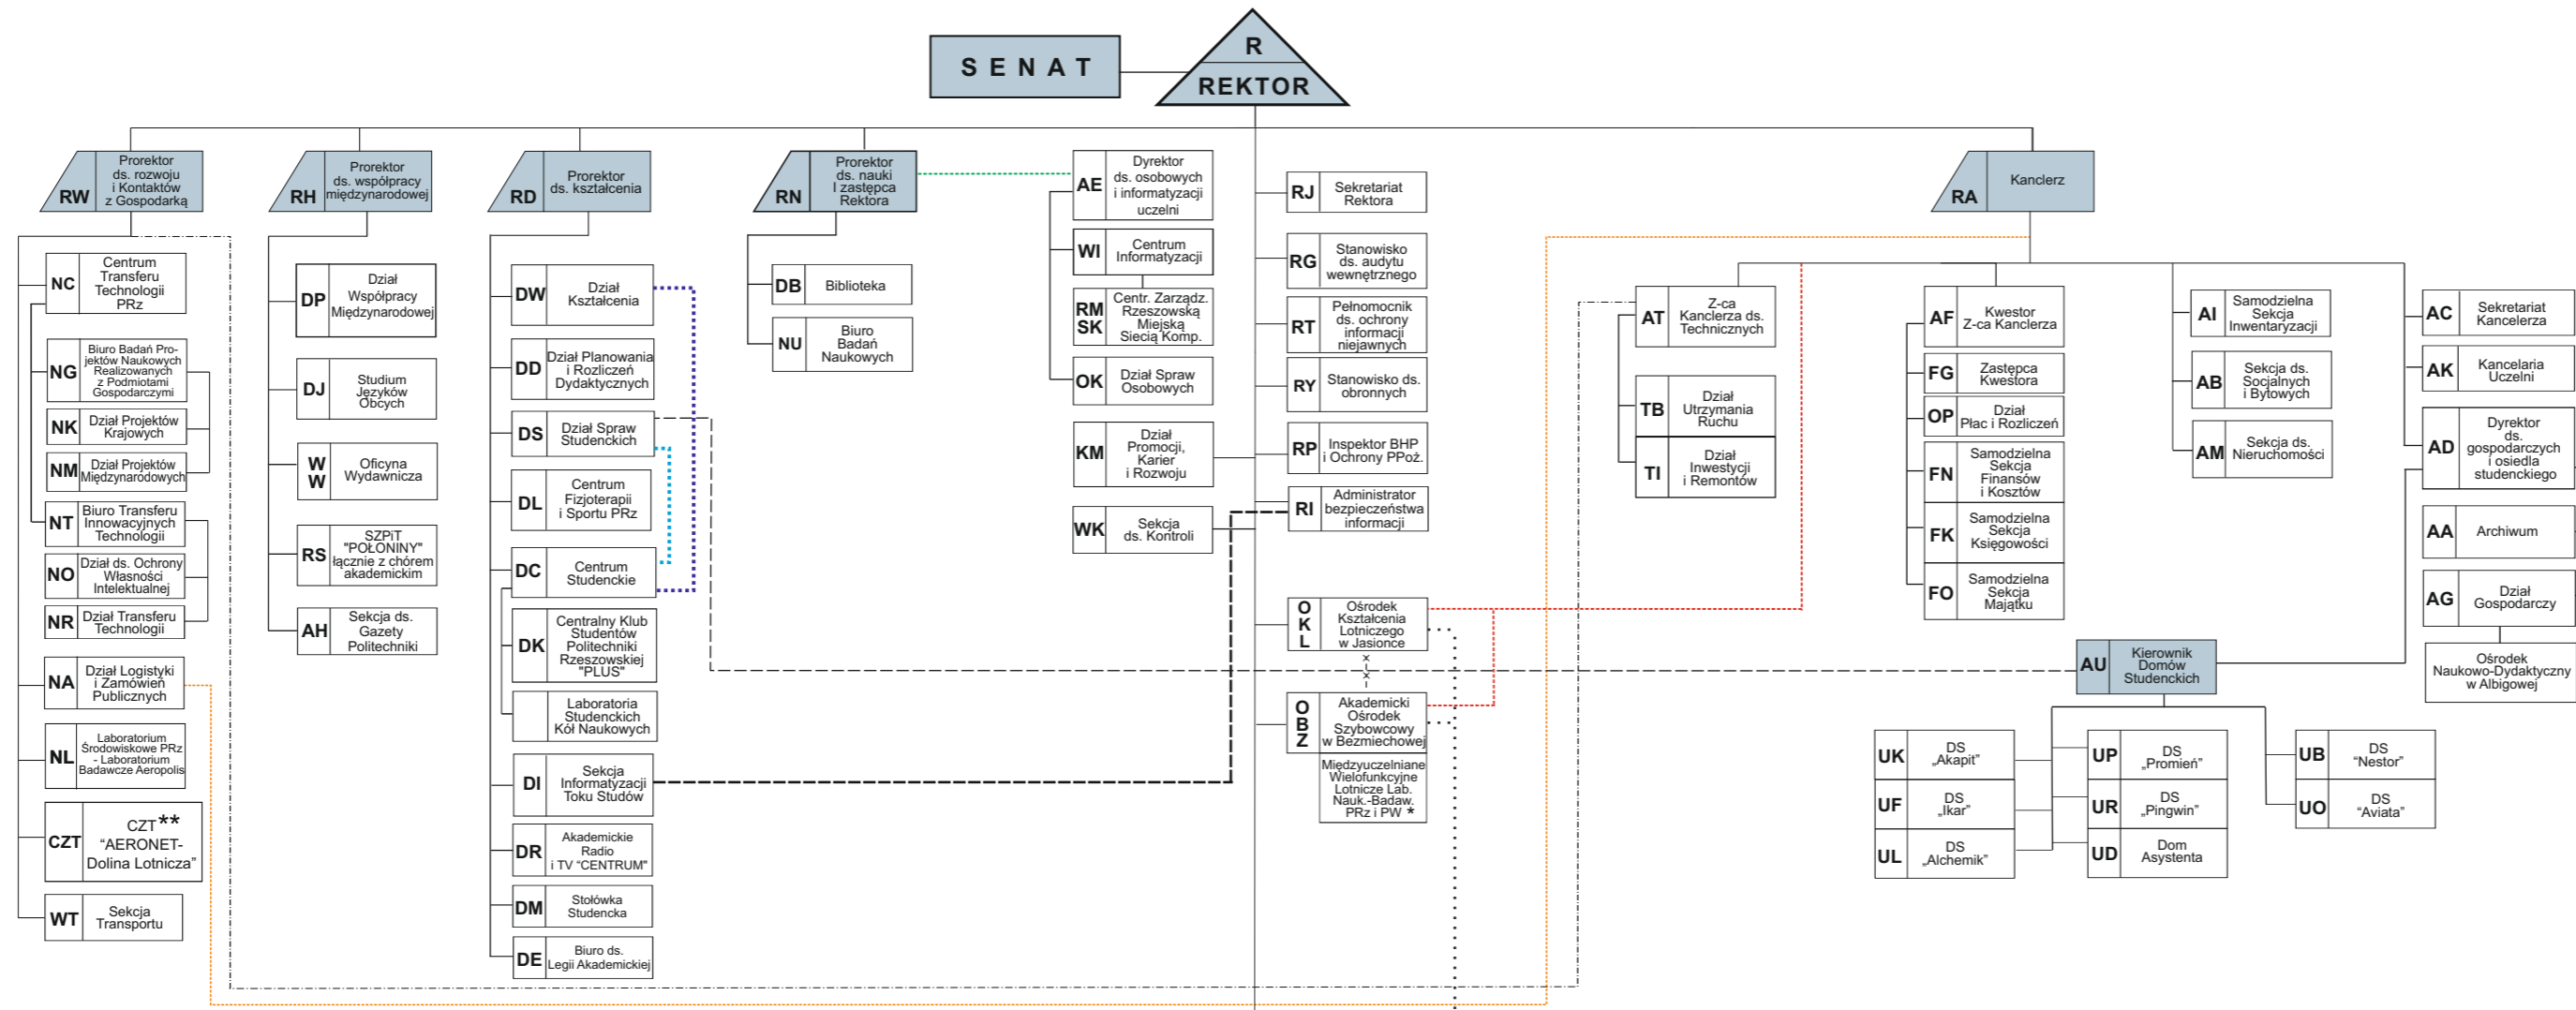 SENAT
R
REKTOR
RW
Prorektor
ds. rozwoju
i Kontaktów
z Gospodarką
RH
Prorektor
ds. współpracy
międzynarodowej
RD
Prorektor
ds. kształcenia
RN
Prorektor
ds. nauki
I zastępca
Rektora
RA
Kanclerz
NC
Centrum
Transferu
Technologii
PRz
NG
Biuro Badań Pro-
jektów Naukowych
Realizowanych
z Podmiotami
Gospodarczymi
NK
Dział Projektów
Krajowych
NM
Dział Projektów
Międzynarodowych
NT
Biuro Transferu
Innowacyjnych
Technologii
NO
Dział ds. Ochrony
Własności
Intelektualnej
NR
Dział Transferu
Technologii
NA
Dział Logistyki
i Zamówień
Publicznych
NL
Laboratorium
Środowiskowe PRz
- Laboratorium
Badawcze Aeropolis
CZT
CZT**
“AERONET-
Dolina Lotnicza”
WT
Sekcja
Transportu
DP
Dział
Współpracy
Międzynarodowej
DJ
Studium
Języków
Obcych
W
W
Oficyna
Wydawnicza
RS
SZPiT
"POŁONINY"
łącznie z chórem
akademickim
AH
Sekcja ds.
Gazety
Politechniki
DW
Dział
Kształcenia
DD
Dział Planowania
i Rozliczeń
Dydaktycznych
DS
Dział Spraw
Studenckich
DL
Centrum
Fizjoterapii
i Sportu PRz
DC
Centrum
Studenckie
DK
Centralny Klub
Studentów
Politechniki
Rzeszowskiej
"PLUS"
Laboratoria
Studenckich
Kół Naukowych
DI
Sekcja
Informatyzacji
Toku Studów
DR
Akademickie
Radio
i TV “CENTRUM"
DM
Stołówka
Studencka
DE
Biuro ds.
Legii Akademickiej
DB
Biblioteka
NU
Biuro
Badań
Naukowych
AE
Dyrektor
ds. osobowych
i informatyzacji
uczelni
WI
Centrum
Informatyzacji
RM
SK
Centr. Zarządz.
Rzeszowską
Miejską
Siecią Komp.
OK
Dział Spraw
Osobowych
KM
Dział
Promocji,
Karier
i Rozwoju
WK
Sekcja
ds. Kontroli
RJ
Sekretariat
Rektora
RG
Stanowisko
ds. audytu
wewnętrznego
RT
Pełnomocnik
ds. ochrony
informacji
niejawnych
RY
Stanowisko ds.
obronnych
RP
Inspektor BHP
i Ochrony PPoż.
RI
Administrator
bezpieczeństwa
informacji
O
K
L
Ośrodek
Kształcenia
Lotniczego
w Jasionce
O
B
Z
Akademicki
Ośrodek
Szybowcowy
w Bezmiechowej
Międzyuczelniane
Wielofunkcyjne
Lotnicze Lab.
Nauk.-Badaw.
PRz i PW *
AT
Z-ca
Kanclerza ds.
Technicznych
TB
Dział
Utrzymania
Ruchu
TI
Dział
Inwestycji
i Remontów
AF
Kwestor
Z-ca Kanclerza
FG
Zastępca
Kwestora
OP
Dział
Płac i Rozliczeń
FN
Samodzielna
Sekcja
Finansów
i Kosztów
FK
Samodzielna
Sekcja
Księgowości
FO
Samodzielna
Sekcja
Majątku
AI
Samodzielna
Sekcja
Inwentaryzacji
AB
Sekcja ds.
Socjalnych
i Bytowych
AM
Sekcja ds.
Nieruchomości
AC
Sekretariat
Kancelerza
AK
Kancelaria
Uczelni
AD
Dyrektor
ds.
gospodarczych
i osiedla
studenckiego
AA
Archiwum
AG
Dział
Gospodarczy
Ośrodek
Naukowo-Dydaktyczny
w Albigowej
AU
Kierownik
Domów
Studenckich
UK
DS
„Akapit”
UF
DS
„Ikar”
UL
DS
„Alchemik”
UP
DS
„Promień”
UR
DS
„Pingwin”
UD
Dom
Asystenta
UB
DS
“Nestor”
UO
DS
“Aviata”